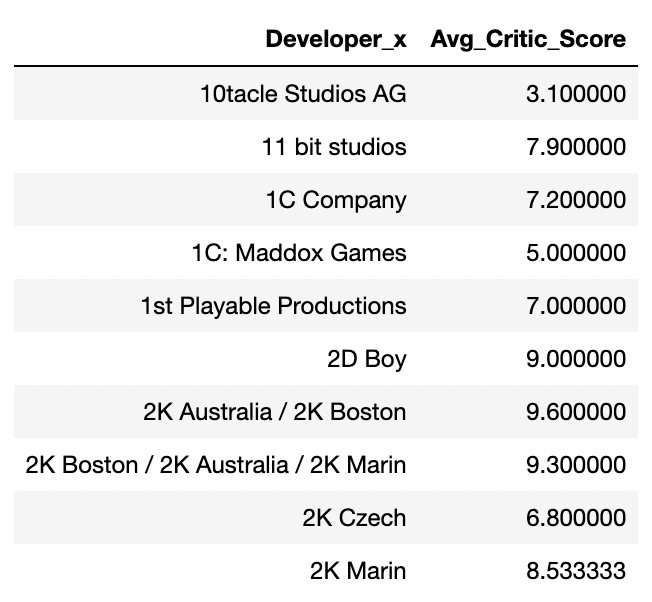 Developer_x Avg_Critic_Score
10tacle Studios AG 3.100000
11 bit studios 7.900000
1C Company 7.200000
1C: Maddox Games 5.000000
1st Playable Productions 7.000000
2D Boy 9.000000
2K Australia / 2K Boston 9.600000
2K Boston / 2K Australia / 2K Marin 9.300000
2K Czech 6.800000
2K Marin 8.533333